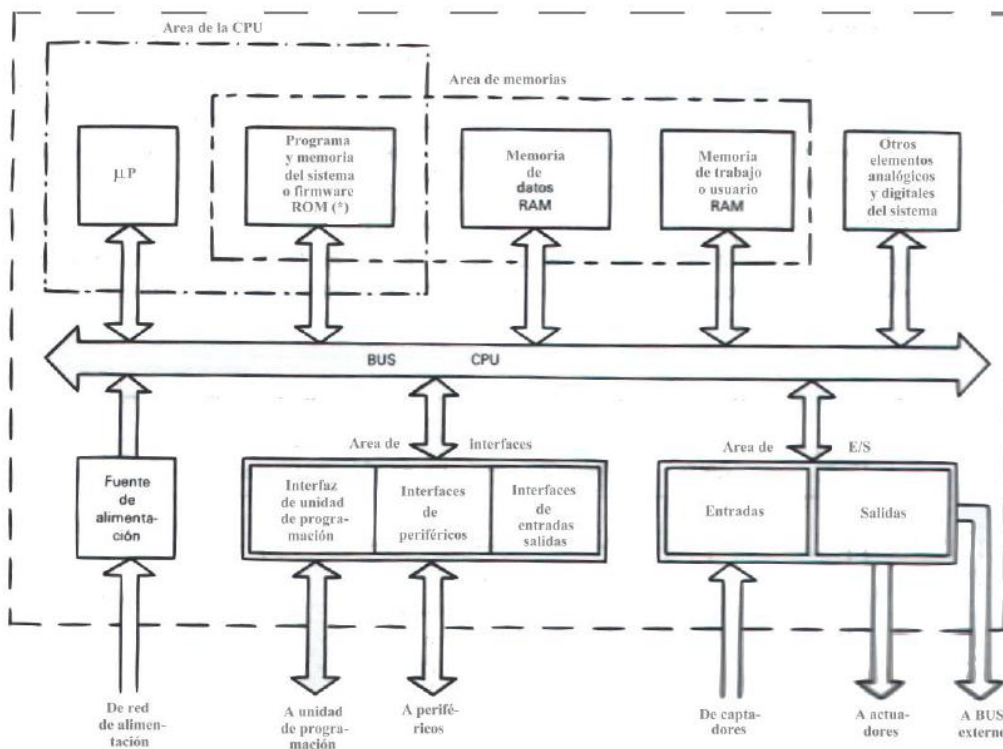 Area de la CPU
Area de memorias
µP
Programa
y memoria
del sistema
o firmware
ROM (*)
Memoria
de
datos
RAM
Memoria
de trabajo
o usuario
RAM
Otros
elementos
analógicos
y digitales
del sistema
BUS CPU
Area de interfaces
Area de E/S
Fuente
de
alimenta-
ción
Interfaz
de unidad
de progra-
mación
Interfaces
de
periféricos
Interfaces
de
entradas
salidas
Entradas
Salidas
De red
de alimen-
tación
A unidad
de progra-
mación
A perifé-
ricos
De capta-
dores
A actua-
dores
A BUS
externo